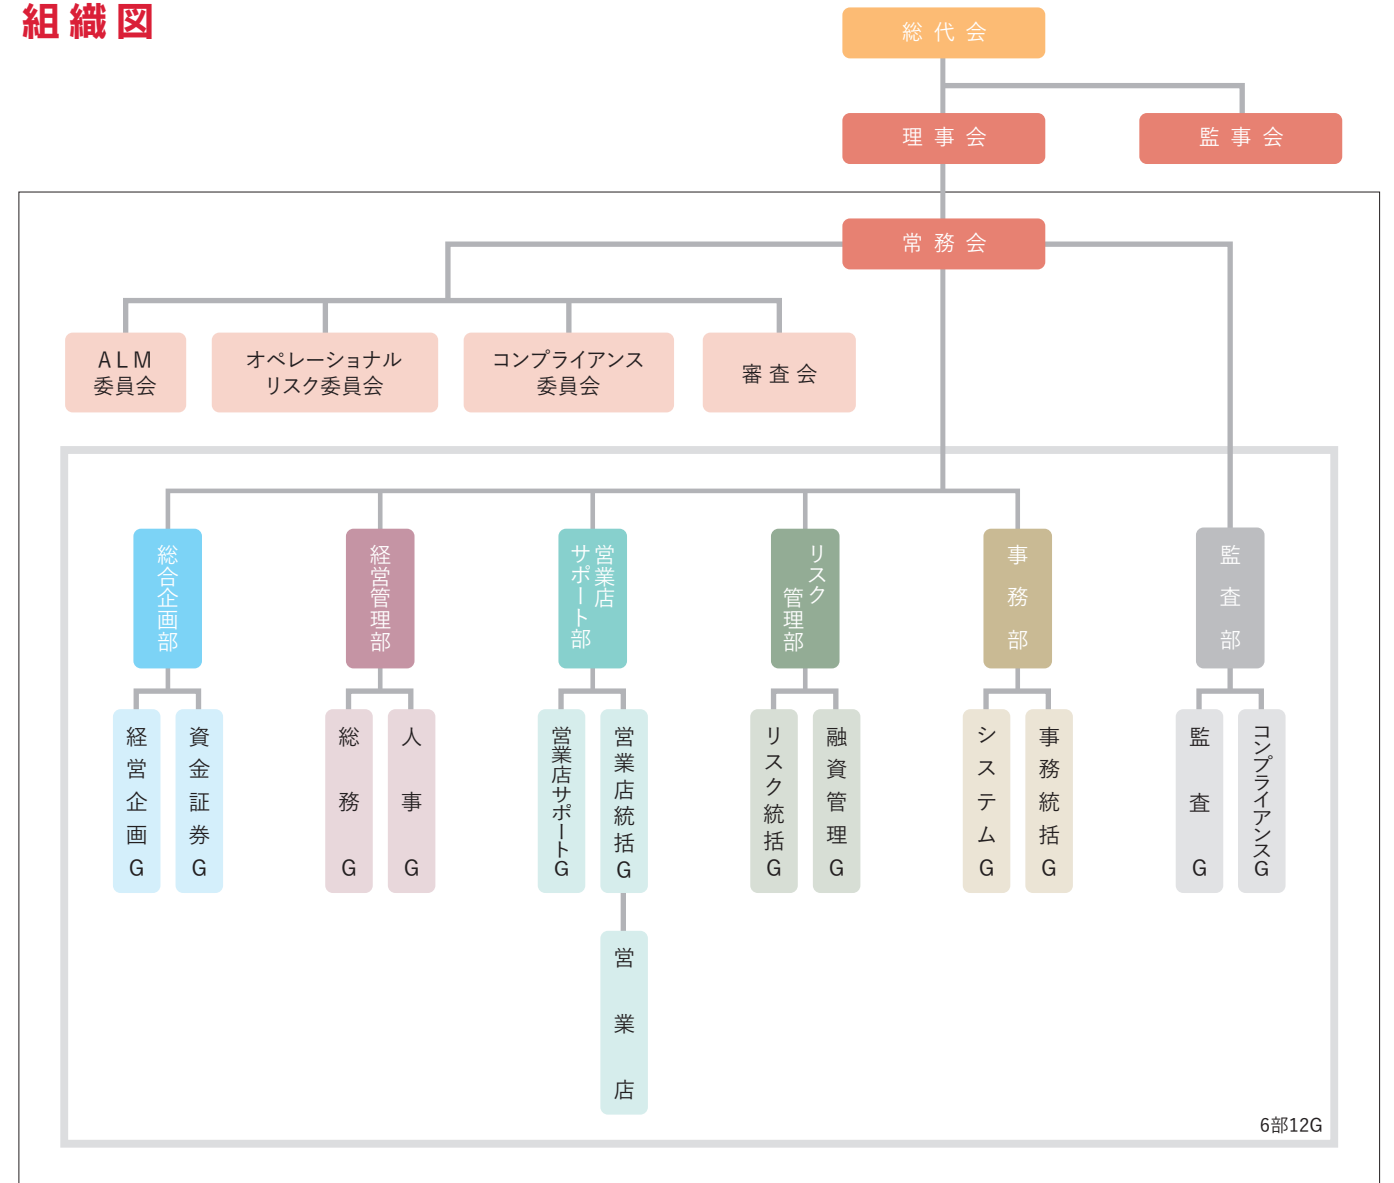 組織図
総代会
理事会
監事会
常務会
ALM
委員会
オペレーショナル
リスク委員会
コンプライアンス
委員会
審査会
総合企画部
経営管理部
営業店
サポート部
リスク
管理部
事務部
監査部
経営企画G
資金証券G
総務G
人事G
営業店サポートG
営業店統括G
リスク統括G
融資管理G
システムG
事務統括G
監査G
コンプライアンスG
営業店
6部12G